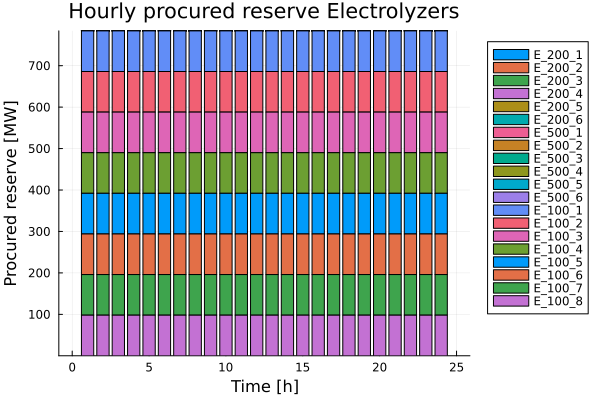 Hourly procured reserve Electrolyzers
Procured reserve [MW]
700
600
500
400
300
200
100
0
5
10
15
20
25
Time [h]
E_200_1
E_200_2
E_200_3
E_200_4
E_200_5
E_200_6
E_500_1
E_500_2
E_500_3
E_500_4
E_500_5
E_500_6
E_100_1
E_100_2
E_100_3
E_100_4
E_100_5
E_100_6
E_100_7
E_100_8